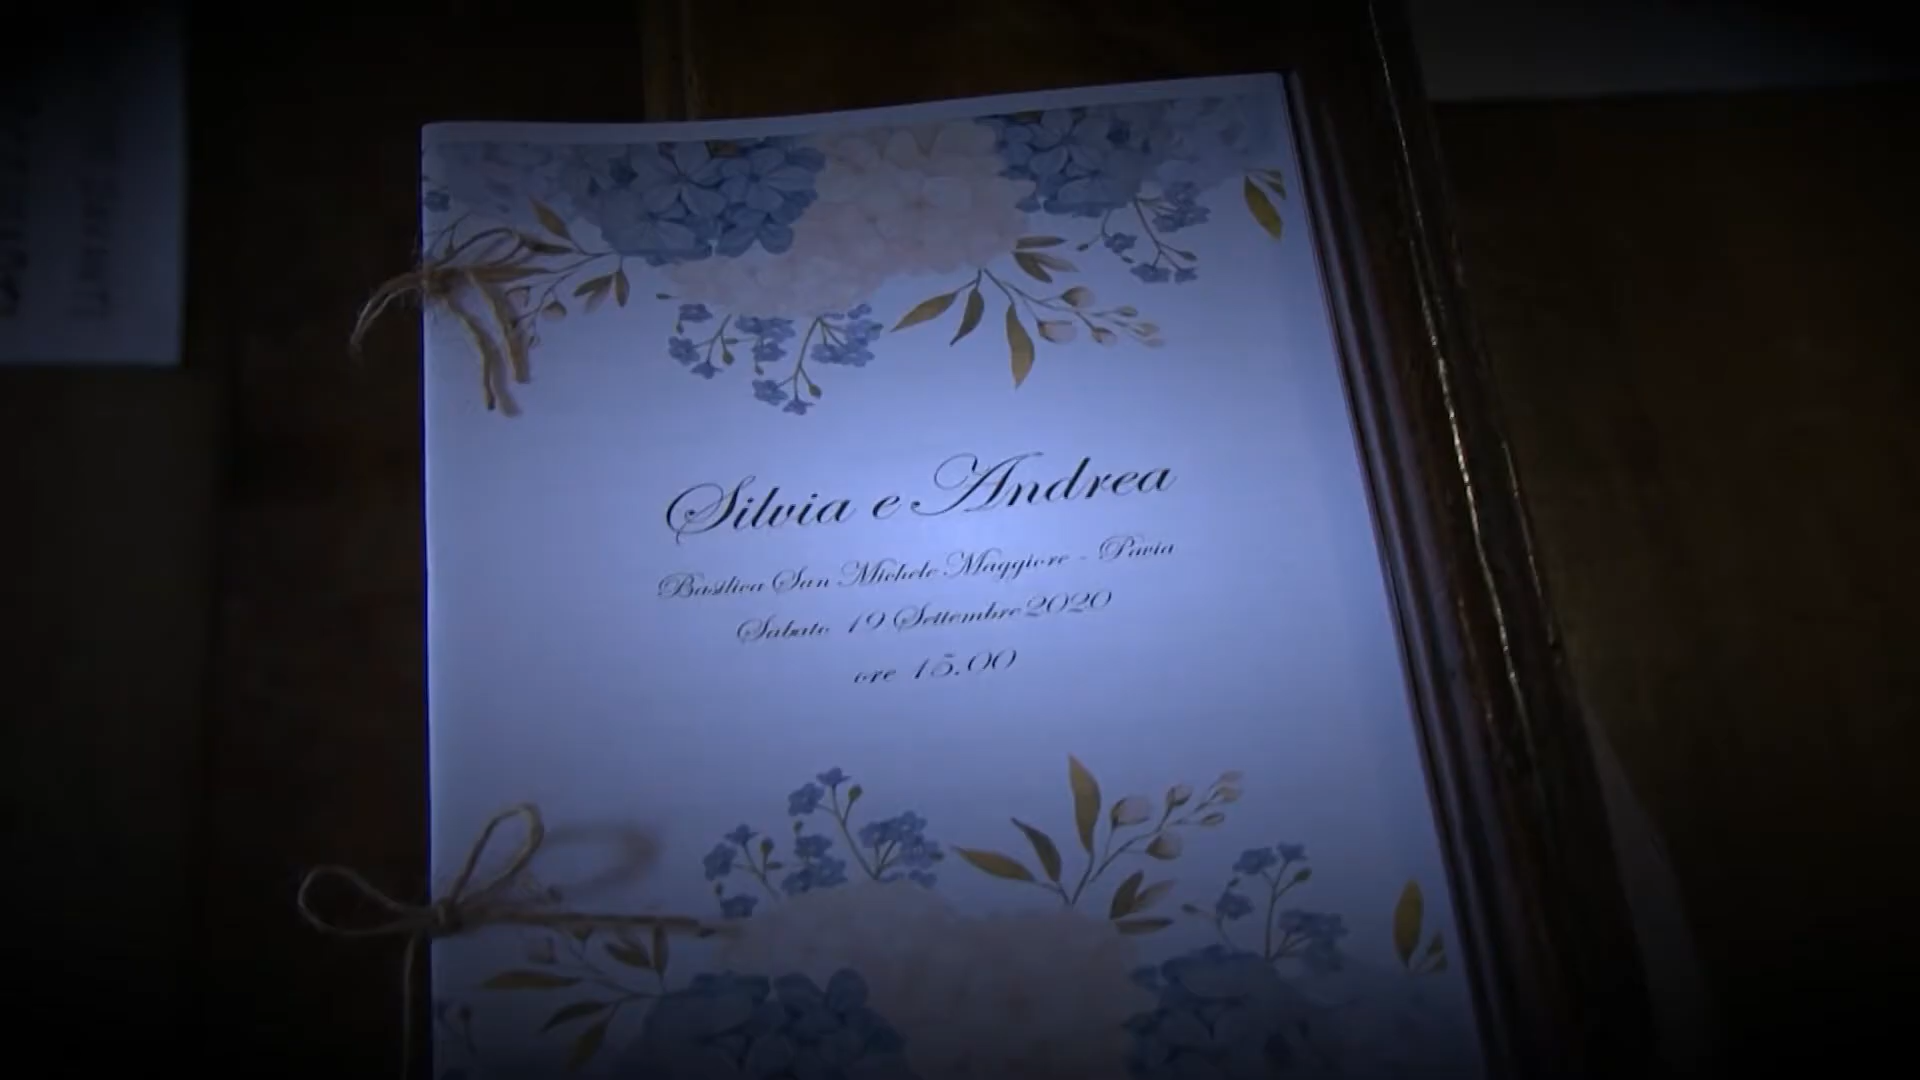 Silvia e Andrea
Basilica San Michele Maggiore - Pavia
Sabato 19 Settembre 2020
ore 15.00